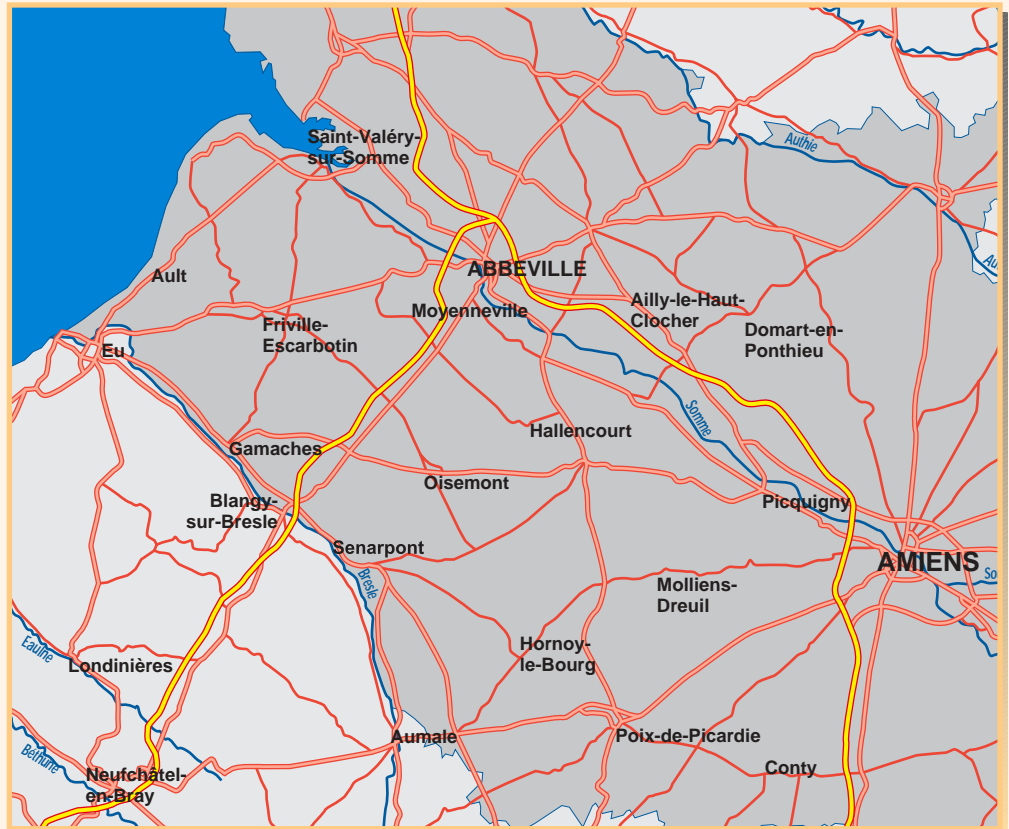 Saint-Valéry-
sur-Somme
Authie
ABBEVILLE
Ault
Au
Moyenneville
Ailly-le-Haut-
Clocher
Friville-
Escarbotin
Domart-en-
Ponthieu
Eu
Somme
Hallencourt
Gamaches
Oisemont
Blangy-
sur-Bresle
Picquigny
Senarpont
AMIENS
Bresle
So
Molliens-
Dreuil
Eaulne
Hornoy-
le-Bourg
Londinières
Aumale
Poix-de-Picardie
Béthune
Neufchâtel-
en-Bray
Conty